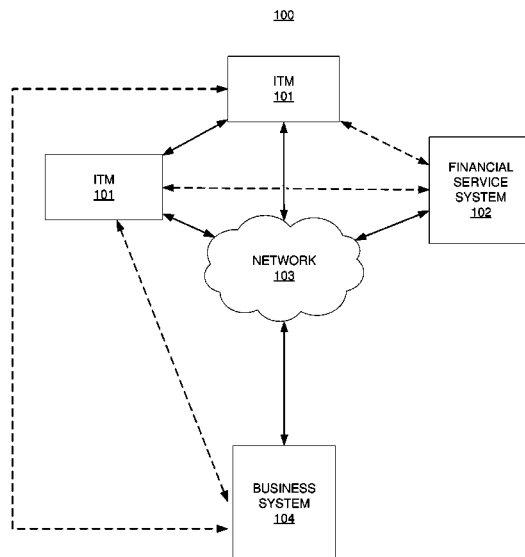 100
ITM
101
ITM
101
FINANCIAL
SERVICE
SYSTEM
102
NETWORK
103
BUSINESS
SYSTEM
104